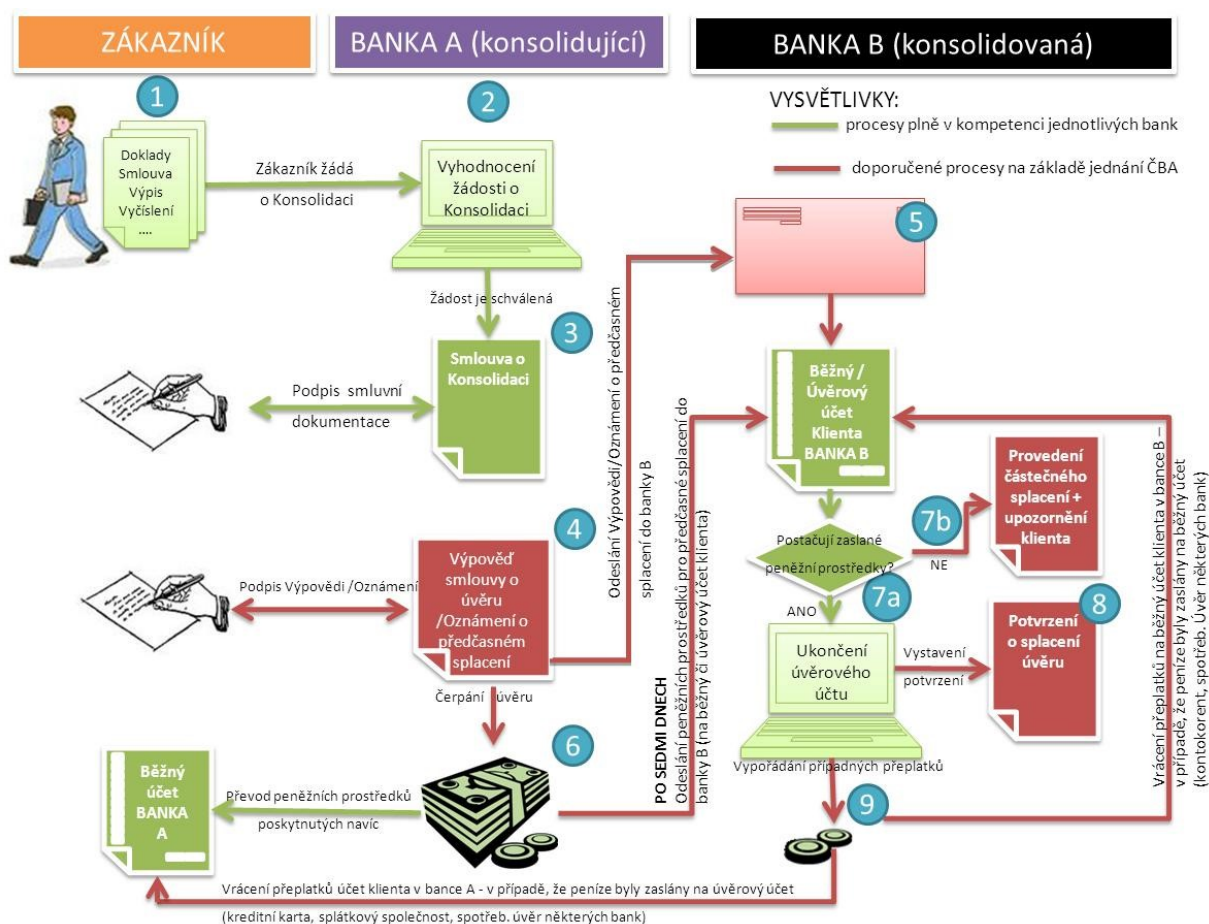 ZÁKAZNÍK
BANKA A (konsolidující)
BANKA B (konsolidovaná)
VYSVĚTLIVKY:
procesy plně v kompetenci jednotlivých bank
doporučené procesy na základě jednání ČBA
1
Doklady
Smlouva
Výpis
Vyčíslení
....
Zákazník žádá
o Konsolidaci
2
Vyhodnocení
žádosti o
Konsolidaci
Žádost je schválená
3
Smlouva o
Konsolidaci
Podpis smluvní
dokumentace
4
Výpověď
smlouvy o
úvěru
/Oznámení o
předčasném
splacení
Podpis Výpovědi /Oznámení
Odeslání Výpovědi/Oznámení o předčasném
splacení do banky B
5
Běžný /
Úvěrový
účet
Klienta
BANKA B
Čerpání úvěru
6
PO SEDMI DNECH
Odeslání peněžních prostředků pro předčasné splacení do
banky B (na běžný či úvěrový účet klienta)
Převod peněžních prostředků
poskytnutých navíc
Běžný
účet
BANKA
A
Postačují zaslané
peněžní prostředky?
7b
NE
Provedení
částečného
splacení +
upozornění
klienta
7a
ANO
Ukončení
úvěrového
účtu
Vystavení
potvrzení
8
Potvrzení
o splacení
úvěru
Vypořádání případných přeplatků
9
Vrácení přeplatků na běžný účet klienta v bance B –
v případě, že peníze byly zaslány na běžný účet
(kontokorent, spotřeb. Úvěr některých bank)
Vrácení přeplatků účet klienta v bance A - v případě, že peníze byly zaslány na úvěrový účet
(kreditní karta, splátkový společnost, spotřeb. úvěr některých bank)